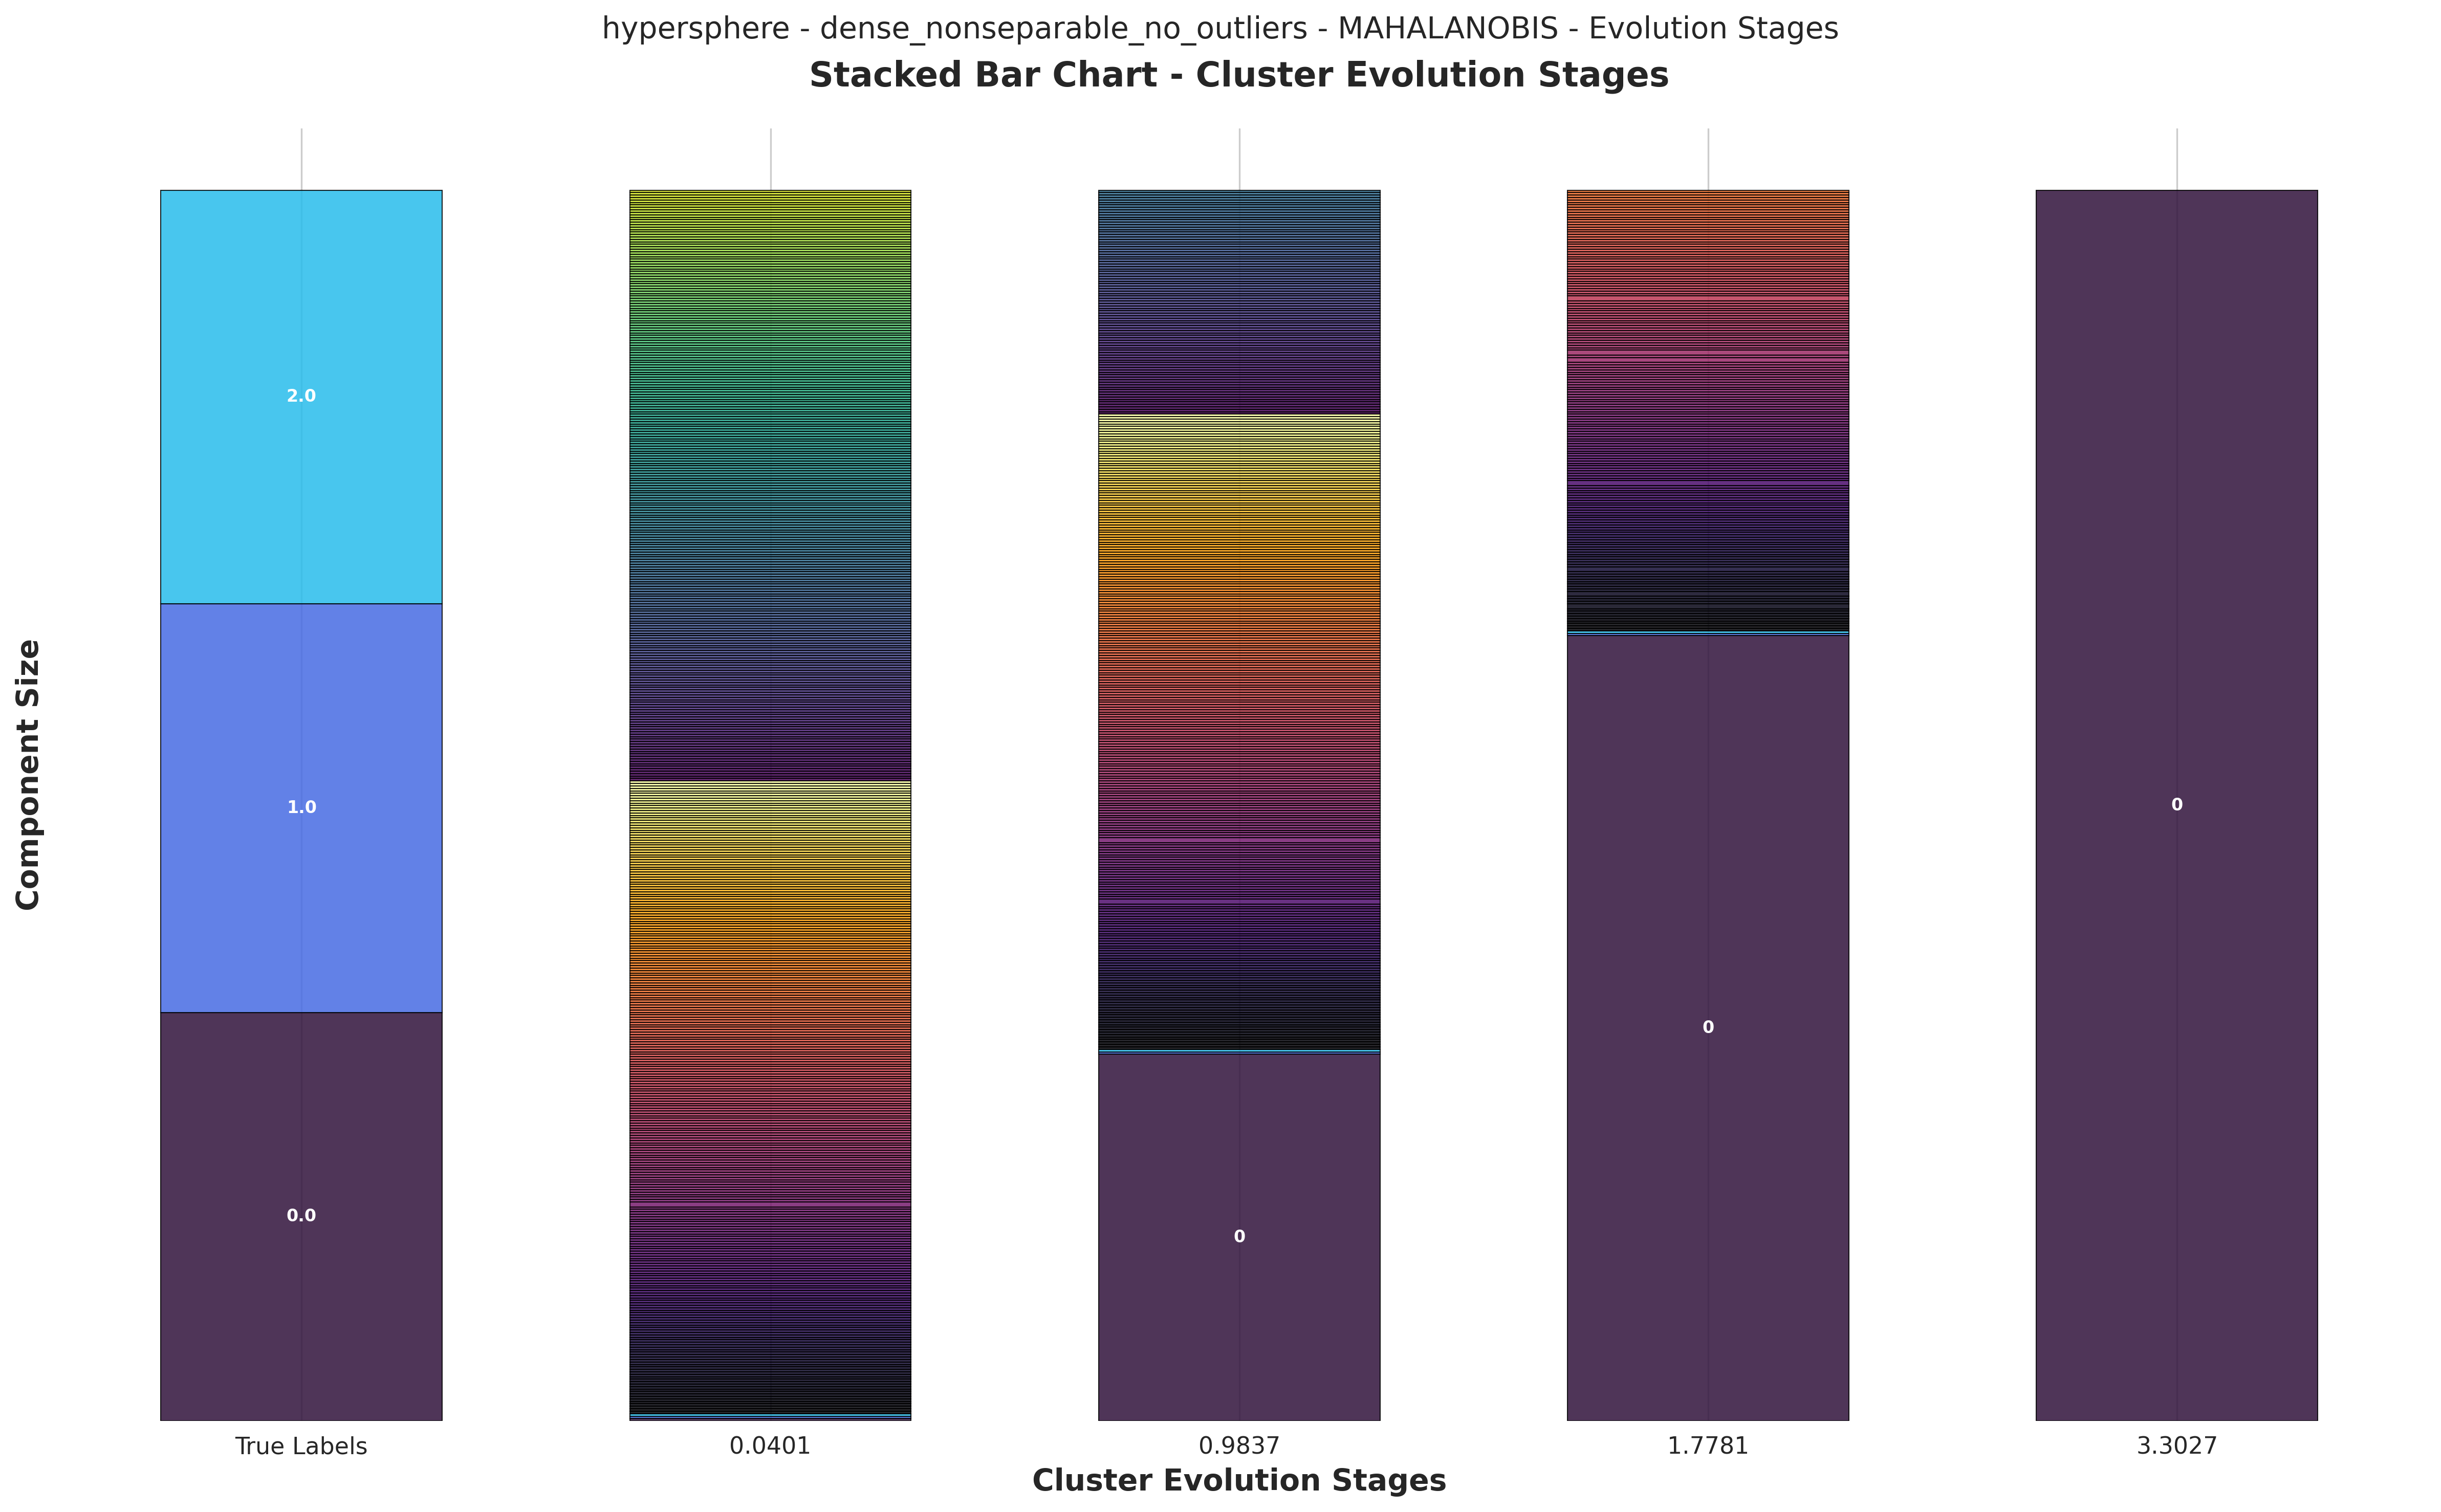 hypersphere - dense_nonseparable_no_outliers - MAHALANOBIS - Evolution Stages
Stacked Bar Chart - Cluster Evolution Stages
Component Size
2.0
1.0
0.0
0
0
0
True Labels
0.0401
0.9837
1.7781
3.3027
Cluster Evolution Stages